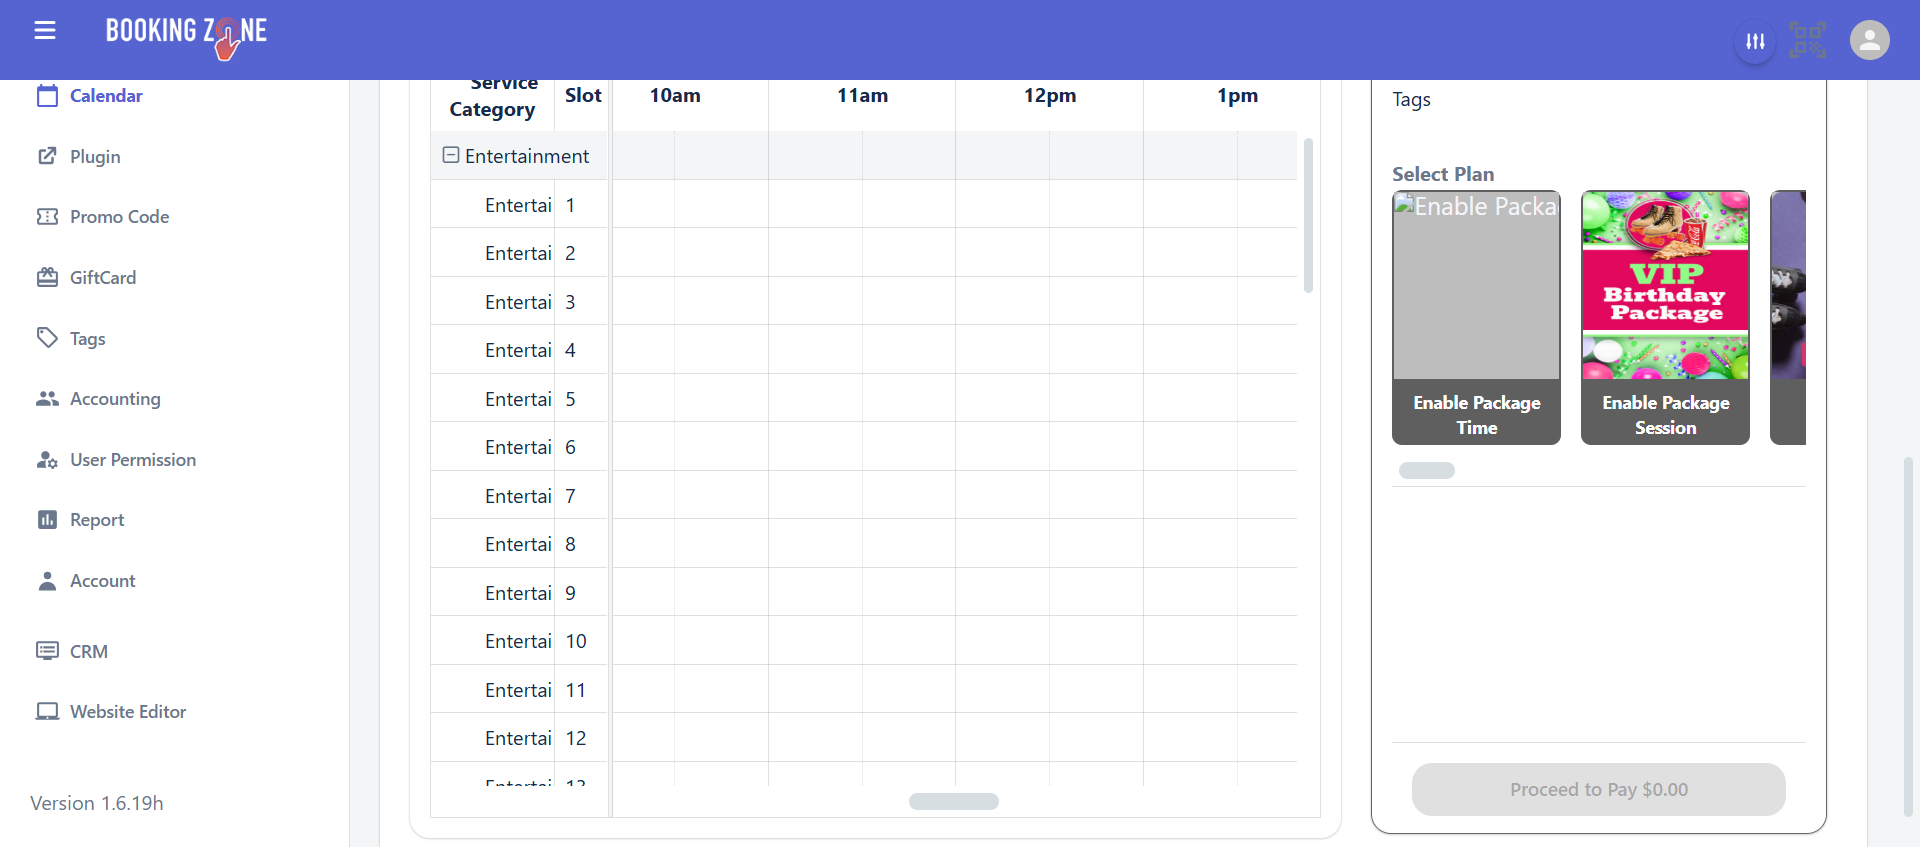 BOOKING ZONE
Calendar
Plugin
Promo Code
GiftCard
Tags
Accounting
User Permission
Report
Account
CRM
Website Editor
Version 1.6.19h
Service
Category
Slot
10am
11am
12pm
1pm
Entertainment
Entertai 1
Entertai 2
Entertai 3
Entertai 4
Entertai 5
Entertai 6
Entertai 7
Entertai 8
Entertai 9
Entertai 10
Entertai 11
Entertai 12
Entertai 13
Tags
Select Plan
Enable Packa
Enable Package
Time
VIP
Birthday
Package
Enable Package
Session
Proceed to Pay $0.00